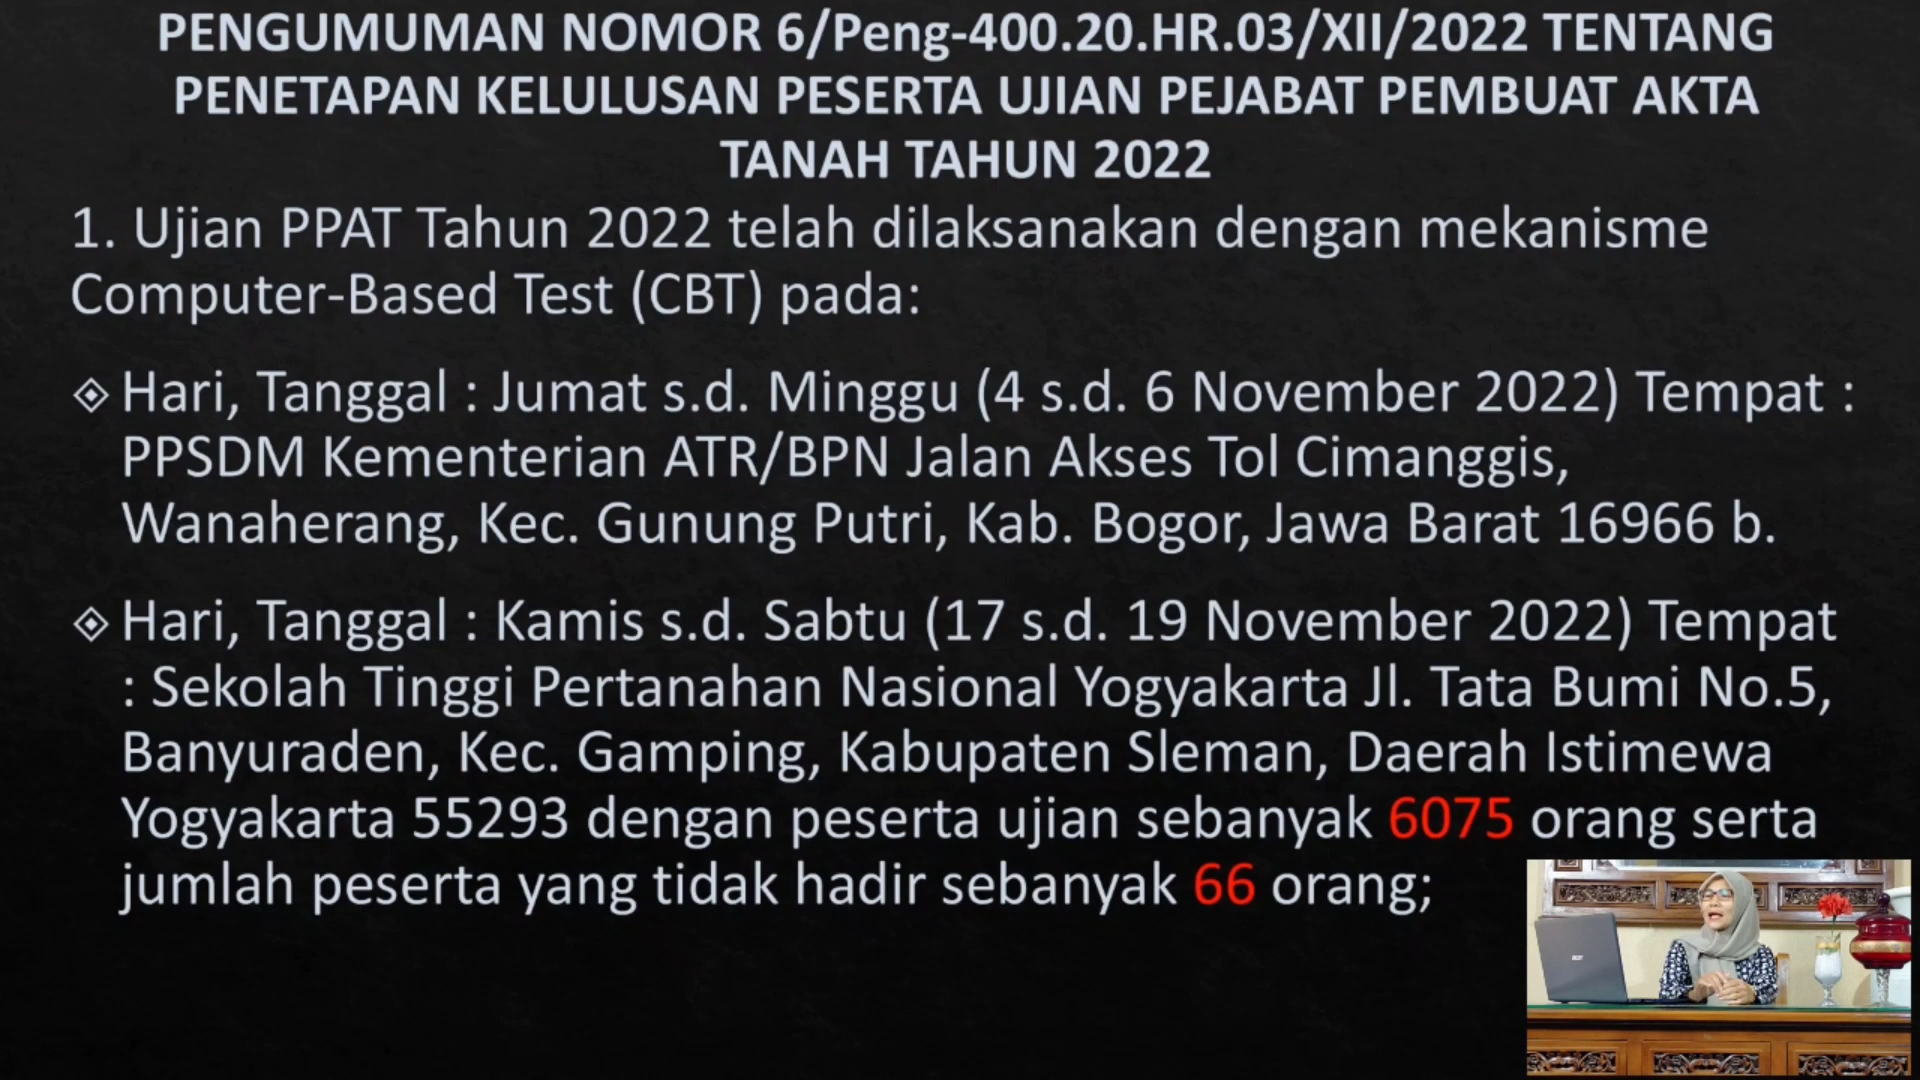 PENGUMUMAN NOMOR 6/Peng-400.20.HR.03/XII/2022 TENTANG
PENETAPAN KELULUSAN PESERTA UJIAN PEJABAT PEMBUAT AKTA
TANAH TAHUN 2022
1. Ujian PPAT Tahun 2022 telah dilaksanakan dengan mekanisme
Computer-Based Test (CBT) pada:
Hari, Tanggal : Jumat s.d. Minggu (4 s.d. 6 November 2022) Tempat :
PPSDM Kementerian ATR/BPN Jalan Akses Tol Cimanggis,
Wanaherang, Kec. Gunung Putri, Kab. Bogor, Jawa Barat 16966 b.
Hari, Tanggal : Kamis s.d. Sabtu (17 s.d. 19 November 2022) Tempat
: Sekolah Tinggi Pertanahan Nasional Yogyakarta Jl. Tata Bumi No.5,
Banyuraden, Kec. Gamping, Kabupaten Sleman, Daerah Istimewa
Yogyakarta 55293 dengan peserta ujian sebanyak 6075 orang serta
jumlah peserta yang tidak hadir sebanyak 66 orang;
acer